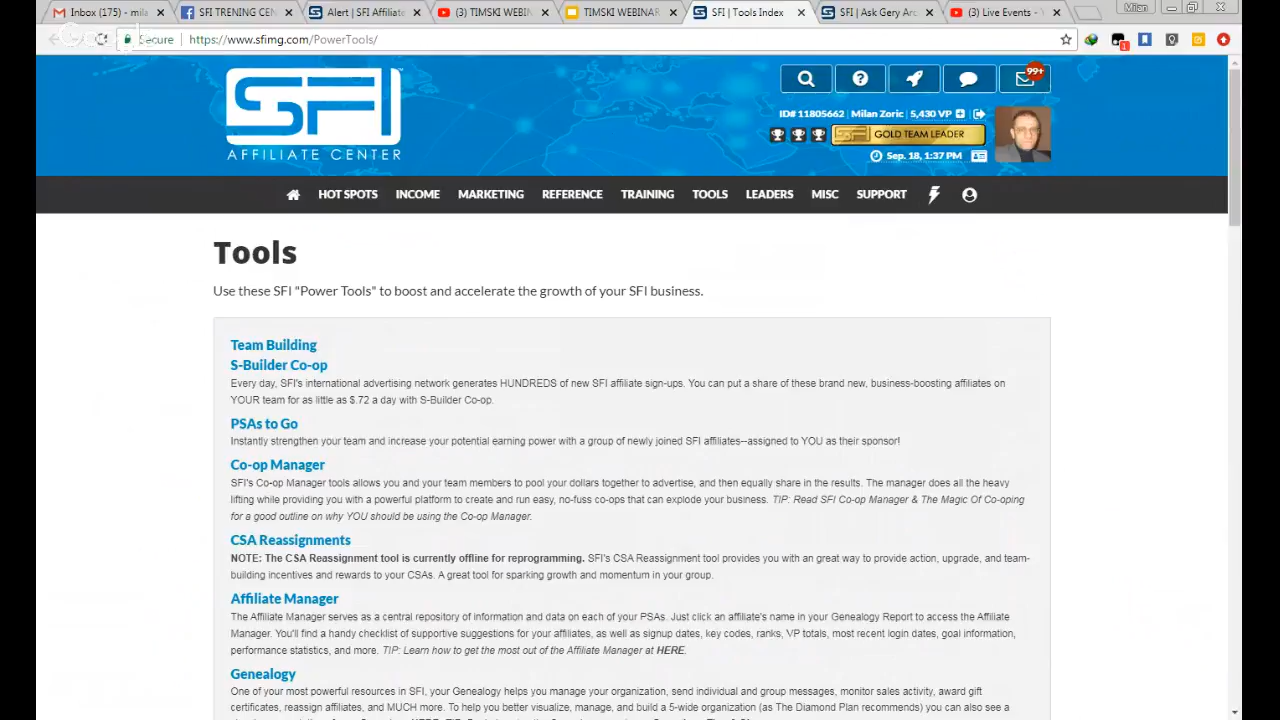 Inbox (175) - mila
SFI TRENING CEN
Alert | SFI Affiliate
(3) TIMSKI WEBIN
TIMSKI WEBINAR
SFI | Tools Index
SFI | Ask Gery Arc
(3) Live Events - Y
Milan
Secure
https://www.sfimg.com/PowerTools/
1
SFI
AFFILIATE CENTER
99+
ID# 11805662 | Milan Zoric | 5,430 VP
SFI GOLD TEAM LEADER
Sep. 18, 1:37 PM
HOT SPOTS INCOME MARKETING REFERENCE TRAINING TOOLS LEADERS MISC SUPPORT
Tools
Use these SFI "Power Tools" to boost and accelerate the growth of your SFI business.
Team Building
S-Builder Co-op
Every day, SFI's international advertising network generates HUNDREDS of new SFI affiliate sign-ups. You can put a share of these brand new, business-boosting affiliates on
YOUR team for as little as $.72 a day with S-Builder Co-op.
PSAs to Go
Instantly strengthen your team and increase your potential earning power with a group of newly joined SFI affiliates--assigned to YOU as their sponsor!
Co-op Manager
SFI's Co-op Manager tools allows you and your team members to pool your dollars together to advertise, and then equally share in the results. The manager does all the heavy
lifting while providing you with a powerful platform to create and run easy, no-fuss co-ops that can explode your business. TIP: Read SFI Co-op Manager & The Magic Of Co-oping
for a good outline on why YOU should be using the Co-op Manager.
CSA Reassignments
NOTE: The CSA Reassignment tool is currently offline for reprogramming. SFI's CSA Reassignment tool provides you with an great way to provide action, upgrade, and team-
building incentives and rewards to your CSAs. A great tool for sparking growth and momentum in your group.
Affiliate Manager
The Affiliate Manager serves as a central repository of information and data on each of your PSAs. Just click an affiliate's name in your Genealogy Report to access the Affiliate
Manager. You'll find a handy checklist of supportive suggestions for your affiliates, as well as signup dates, key codes, ranks, VP totals, most recent login dates, goal information,
performance statistics, and more. TIP: Learn how to get the most out of the Affiliate Manager at HERE.
Genealogy
One of your most powerful resources in SFI, your Genealogy helps you manage your organization, send individual and group messages, monitor sales activity, award gift
certificates, reassign affiliates, and MUCH more. To help you better visualize, manage, and build a 5-wide organization (as The Diamond Plan recommends) you can also see a